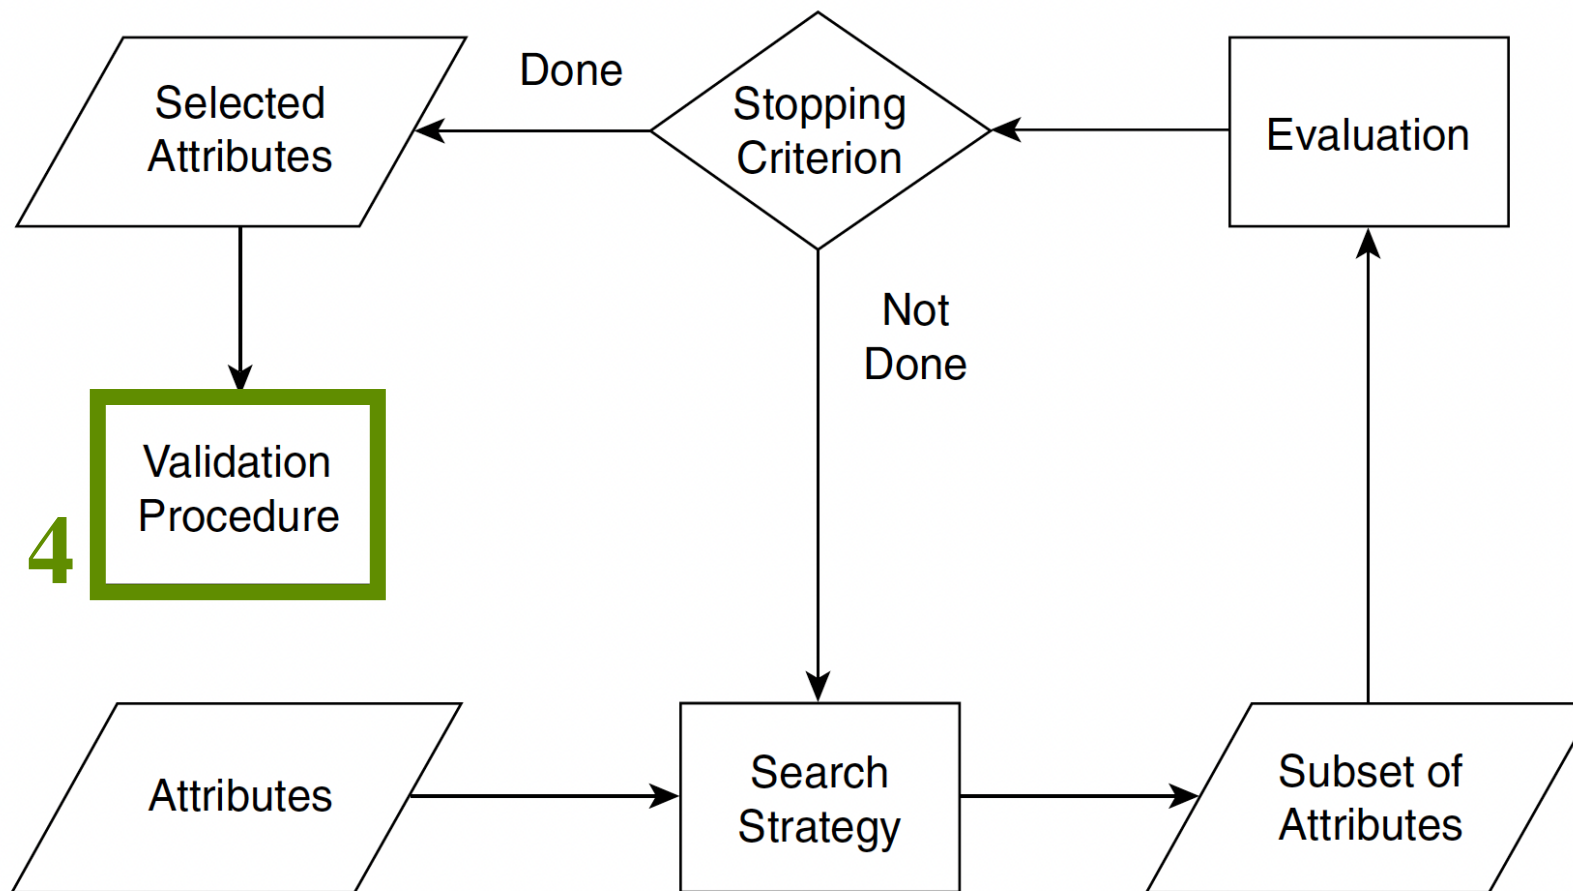 Selected
Attributes
Done
Stopping
Criterion
Evaluation
Not
Done
Validation
Procedure
4
Attributes
Search
Strategy
Subset of
Attributes